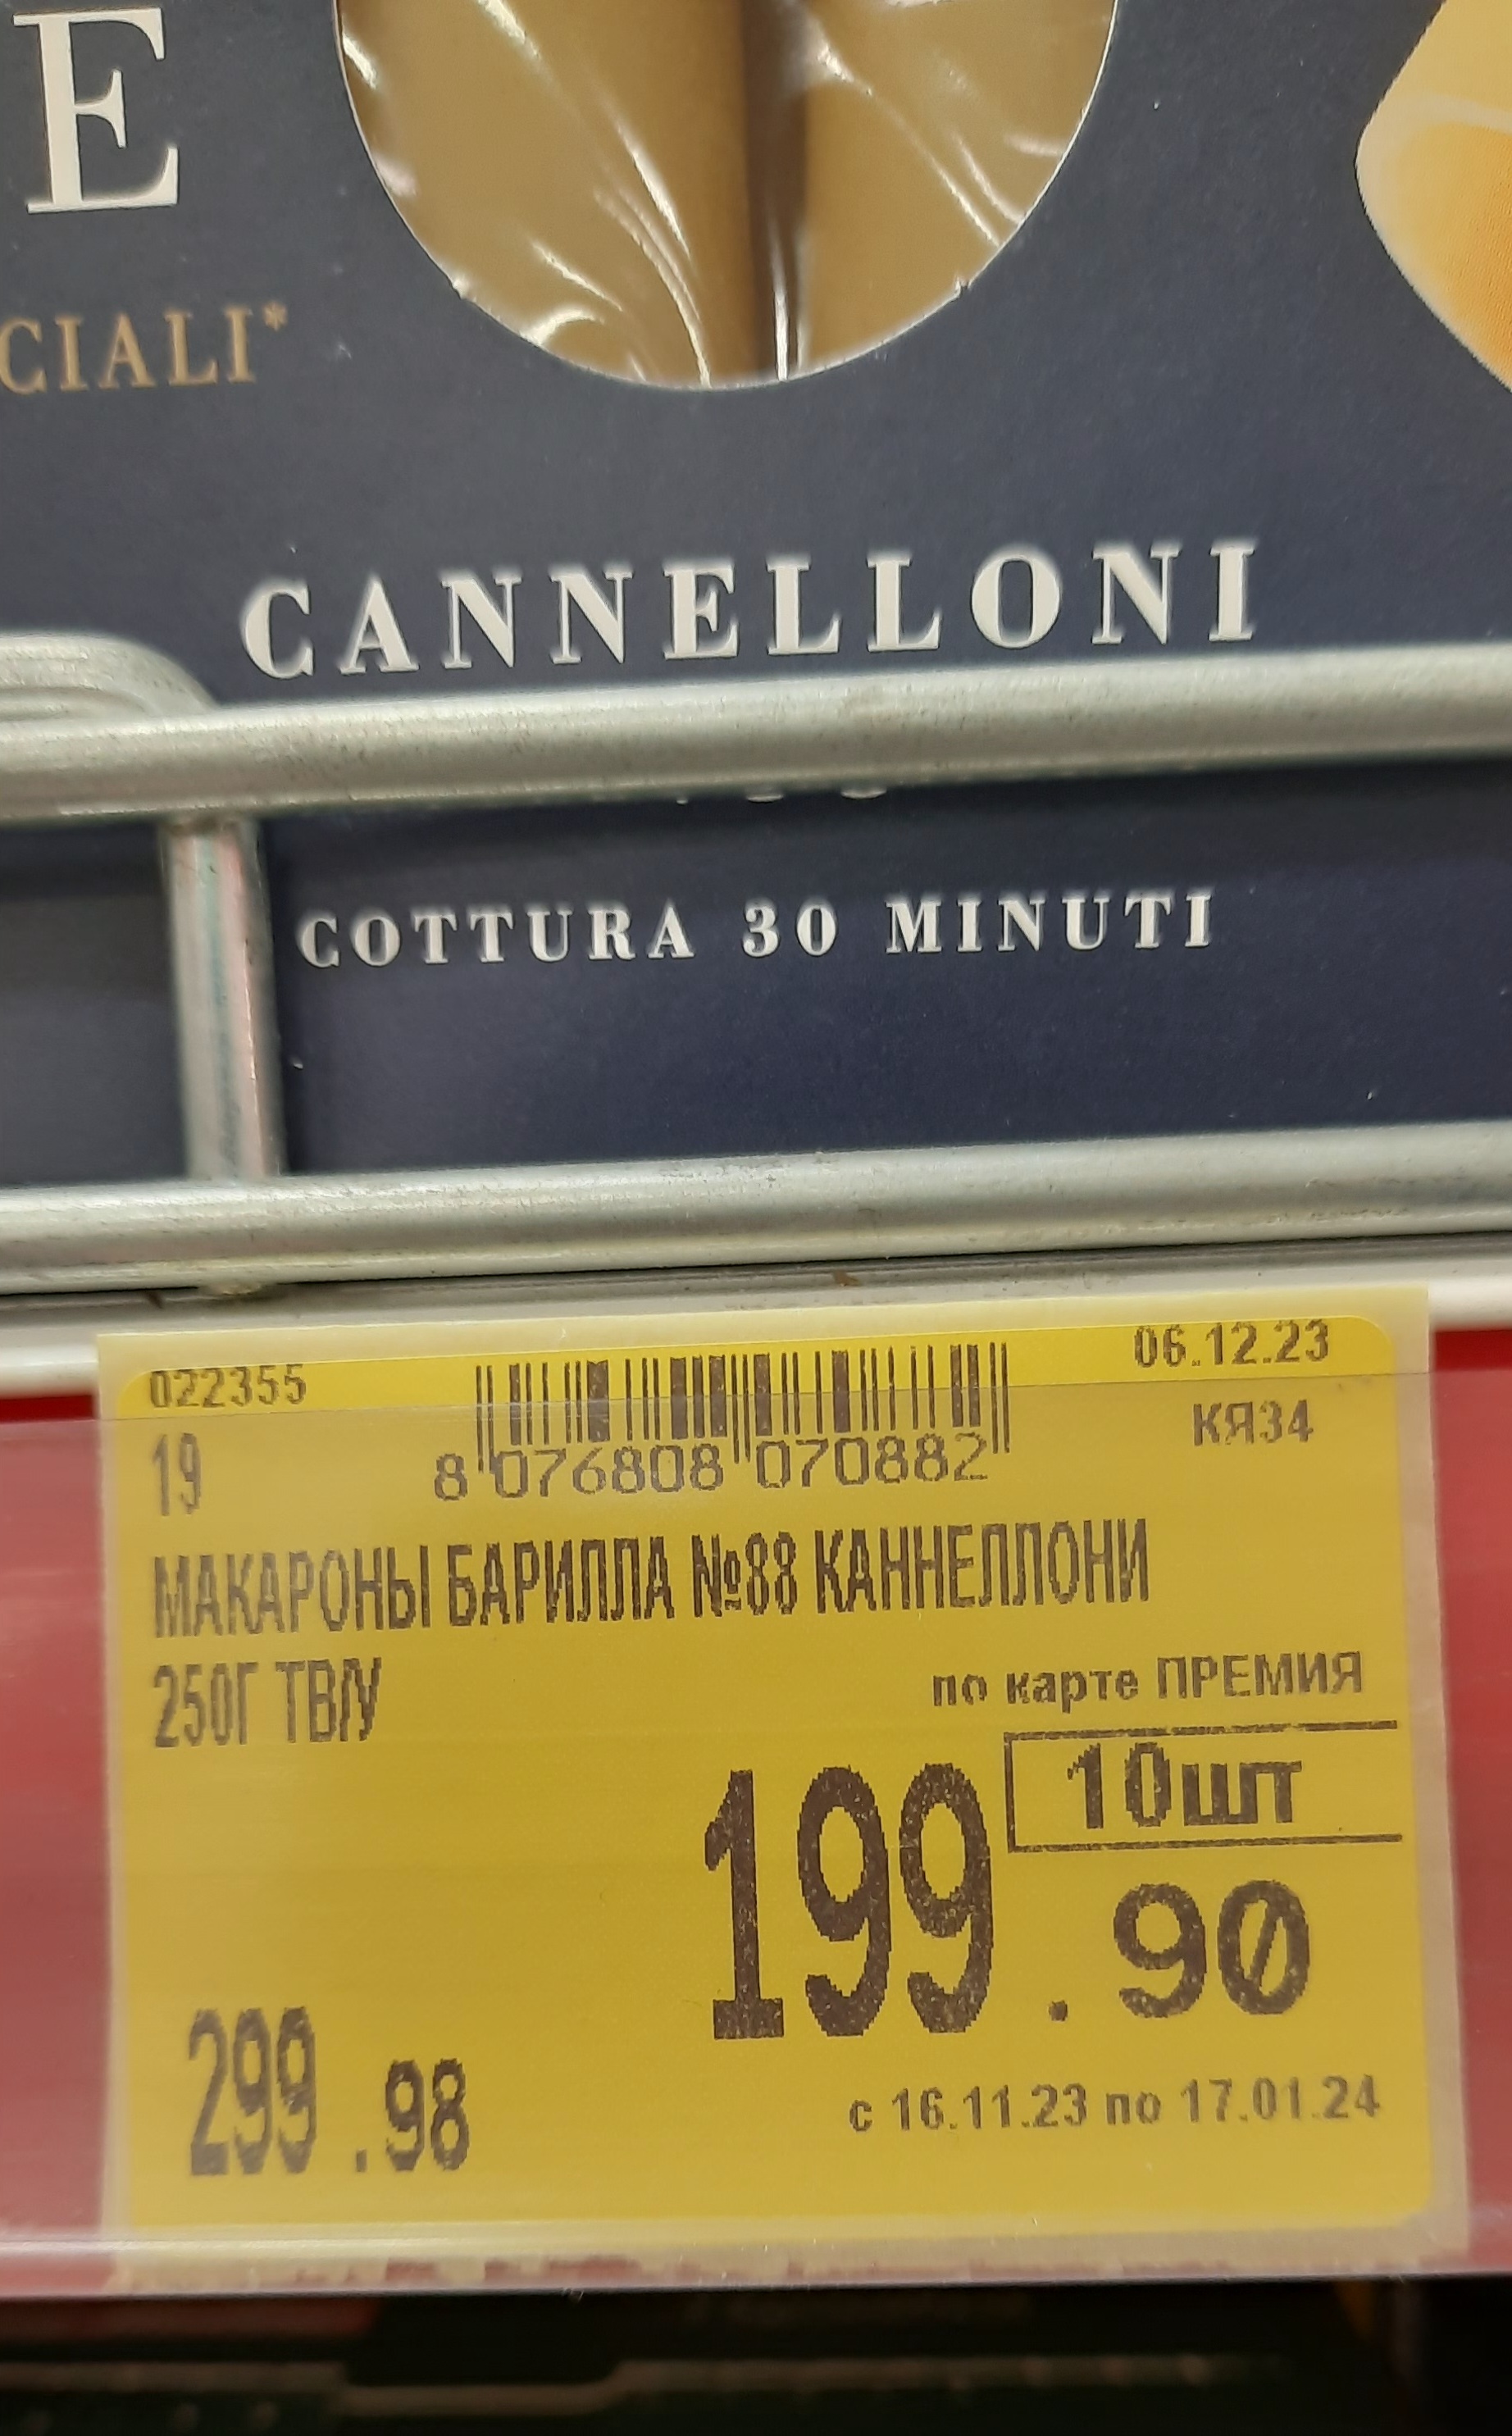 E
CIALI*
CANNELLONI
COTTURA 30 MINUTI
022355
06.12.23
КЯ34
19
8 076808 070882
МАКАРОНЫ БАРИЛЛА №88 КАННЕЛЛОНИ
250Г ТВ/У
по карте ПРЕМИЯ
10шт
199.90
299.98
с 16.11.23 по 17.01.24